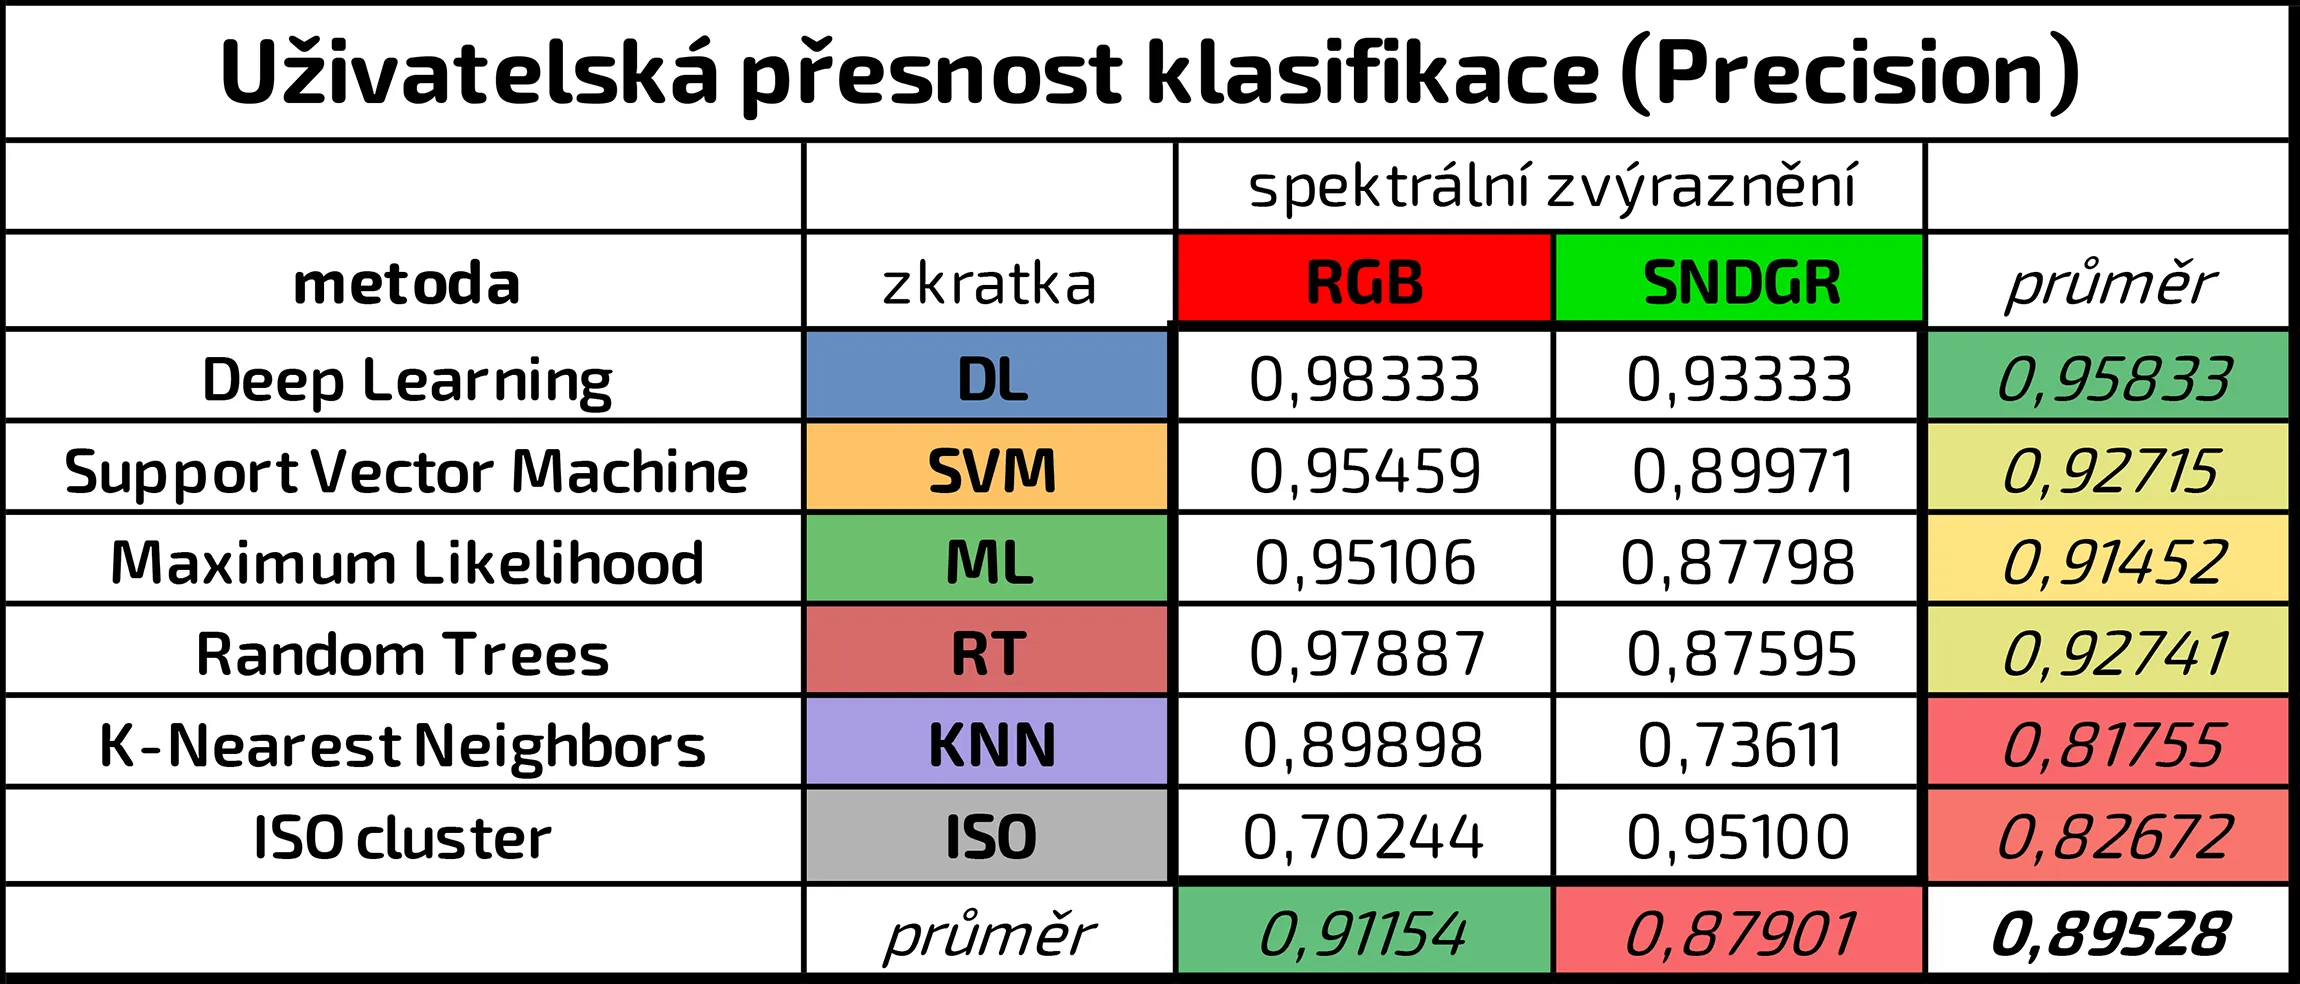 Uživatelská přesnost klasifikace (Precision)
spektrální zvýraznění
metoda zkratka RGB SNDGR průměr
Deep Learning DL 0,98333 0,93333 0,95833
Support Vector Machine SVM 0,95459 0,89971 0,92715
Maximum Likelihood ML 0,95106 0,87798 0,91452
Random Trees RT 0,97887 0,87595 0,92741
K-Nearest Neighbors KNN 0,89898 0,73611 0,81755
ISO cluster ISO 0,70244 0,95100 0,82672
průměr 0,91154 0,87901 0,89528